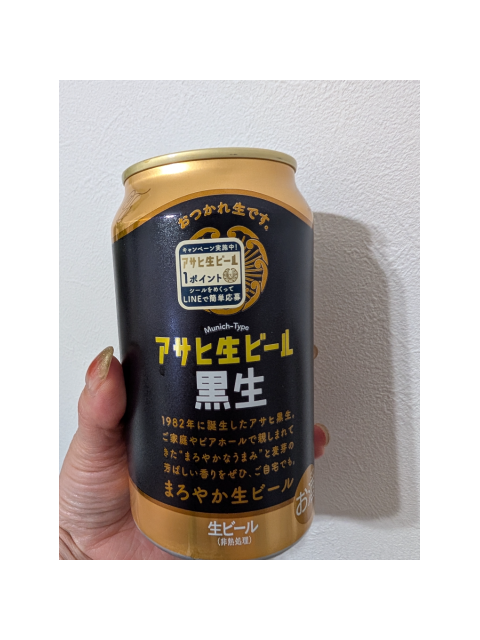 おつかれ生です。
キャンペーン実施中!
アサヒ生ビール
1ポイント
シールをめくって
LINEで簡単応募
Munich-Type
アサヒ生ビール
黒生
1982年に誕生したアサヒ黒生。
ご家庭やビアホールで親しまれて
きた“まろやかなうまみ”と麦芽の
芳ばしい香りをぜひ、ご自宅でも。
まろやか生ビール
生ビール
(非熱処理)
お酒